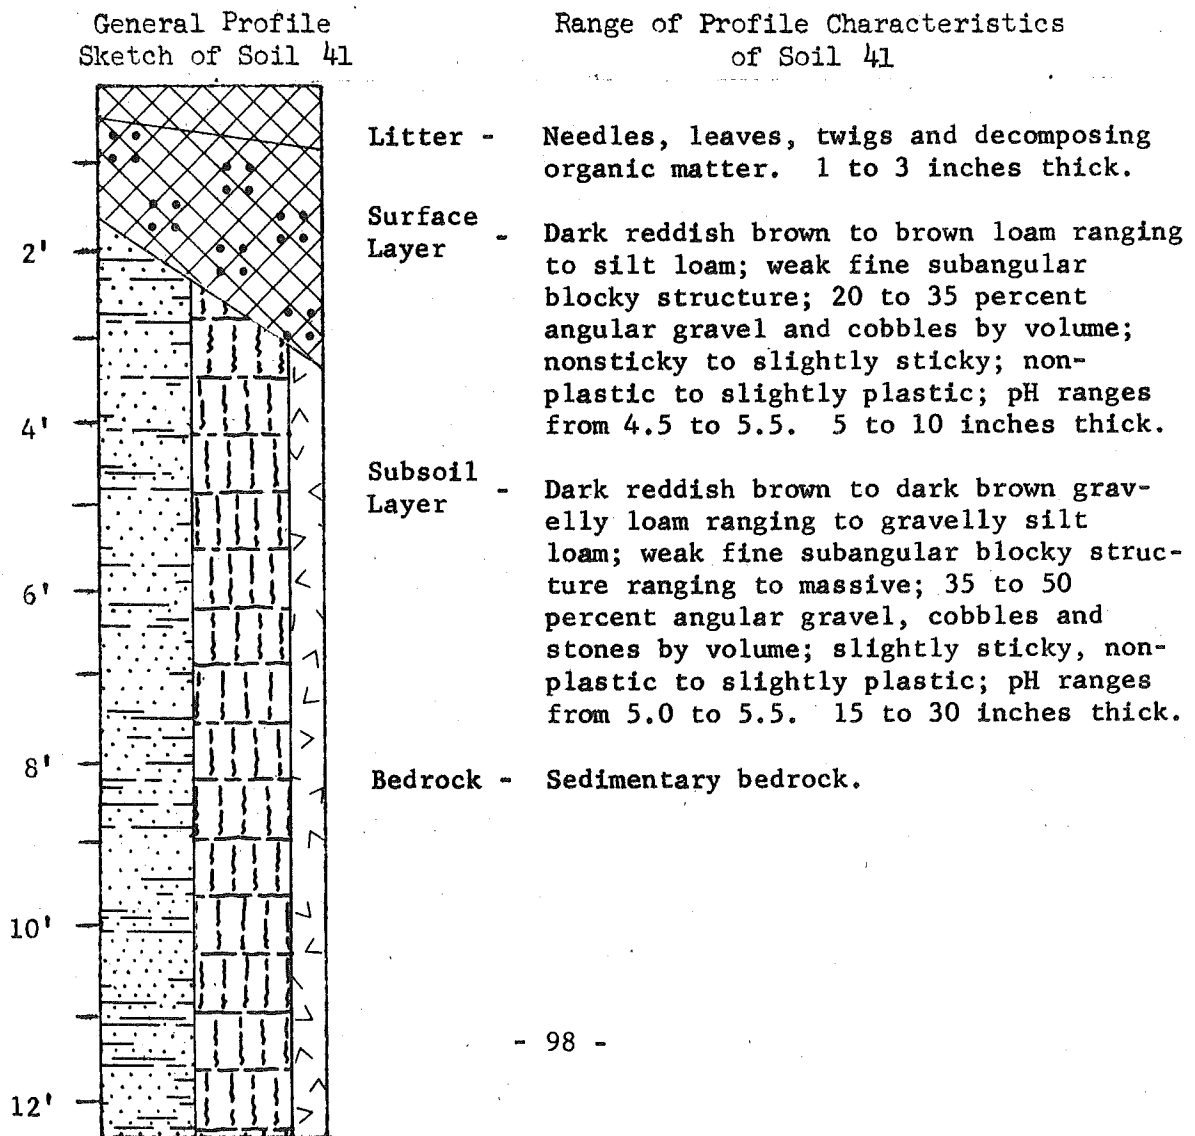 General Profile
Sketch of Soil 41
2'
4'
6'
8'
10'
12'
Range of Profile Characteristics
of Soil 41
Litter - Needles, leaves, twigs and decomposing
organic matter. 1 to 3 inches thick.
Surface
Layer - Dark reddish brown to brown loam ranging
to silt loam; weak fine subangular
blocky structure; 20 to 35 percent
angular gravel and cobbles by volume;
nonsticky to slightly sticky; non-
plastic to slightly plastic; pH ranges
from 4.5 to 5.5. 5 to 10 inches thick.
Subsoil
Layer - Dark reddish brown to dark brown grav-
elly loam ranging to gravelly silt
loam; weak fine subangular blocky struc-
ture ranging to massive; 35 to 50
percent angular gravel, cobbles and
stones by volume; slightly sticky, non-
plastic to slightly plastic; pH ranges
from 5.0 to 5.5. 15 to 30 inches thick.
Bedrock - Sedimentary bedrock.
- 98 -